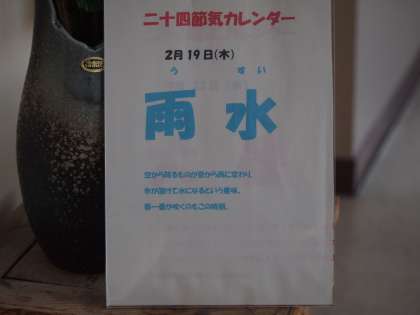 二十四節気カレンダー
2月19日(木)
うすい
雨水
空から降るものが雪から雨に変わり、
氷が溶けて水になるという意味。
春一番が吹くのもこの時期。